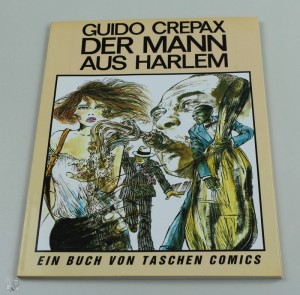 GUIDO CREPAX
DER MANN
AUS HARLEM
EIN BUCH VON TASCHEN COMICS